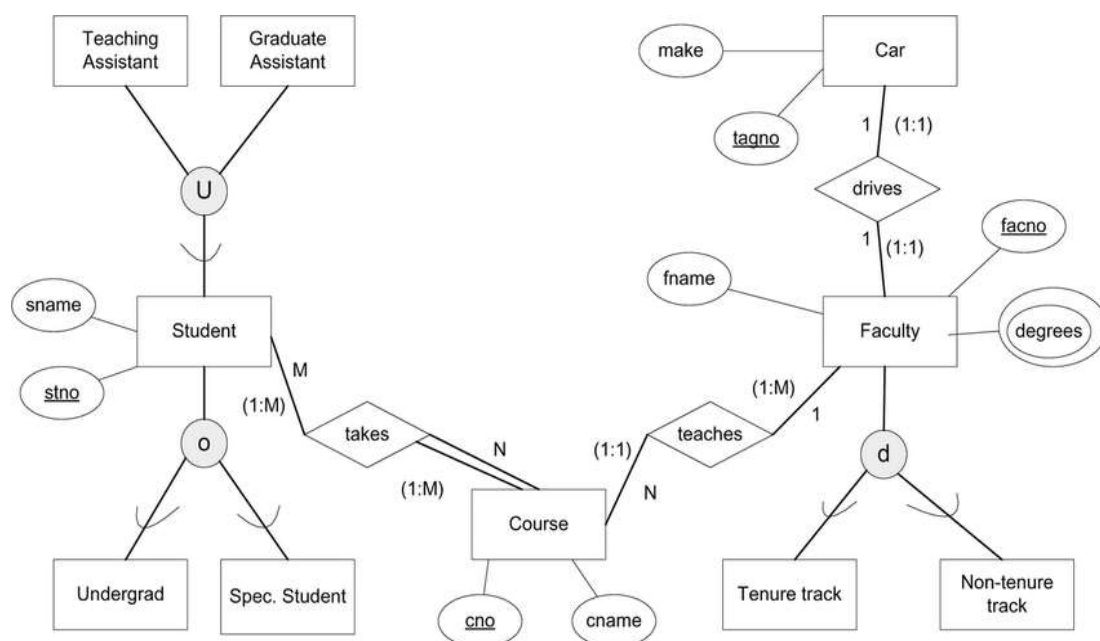 Teaching
Assistant
Graduate
Assistant
make
Car
tagno
1
(1:1)
U
drives
1
(1:1)
facno
fname
sname
Student
Faculty
degrees
stno
M
(1:M)
(1:M)
1
takes
teaches
o
N
(1:1)
d
(1:M)
N
Course
Undergrad
Spec. Student
Tenure track
Non-tenure
track
cno
cname